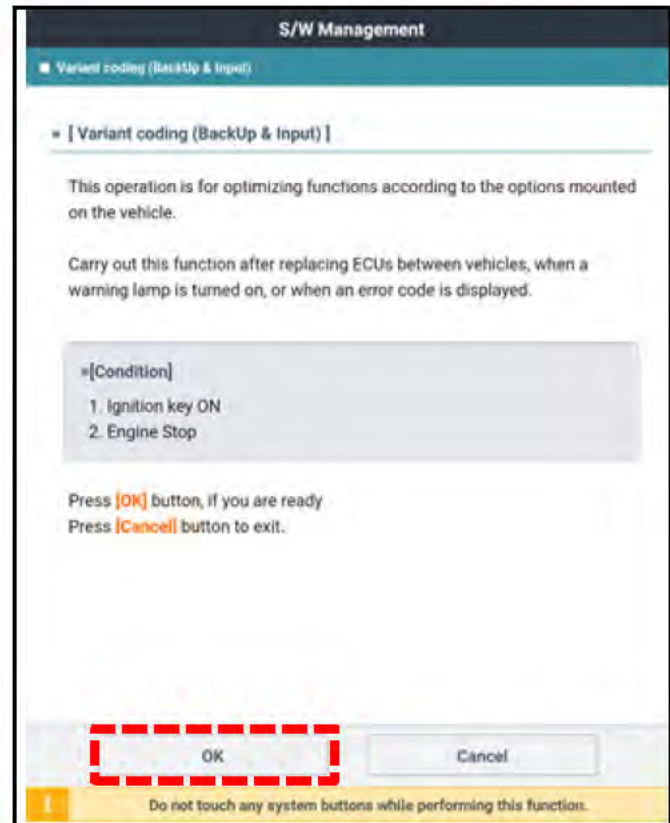 S/W Management
Variant coding (BackUp & Input)
[ Variant coding (BackUp & Input) ]
This operation is for optimizing functions according to the options mounted
on the vehicle.
Carry out this function after replacing ECUs between vehicles, when a
warning lamp is turned on, or when an error code is displayed.
[Condition]
1. Ignition key ON
2. Engine Stop
Press [OK] button, if you are ready
Press [Cancel] button to exit.
OK
Cancel
Do not touch any system buttons while performing this function.